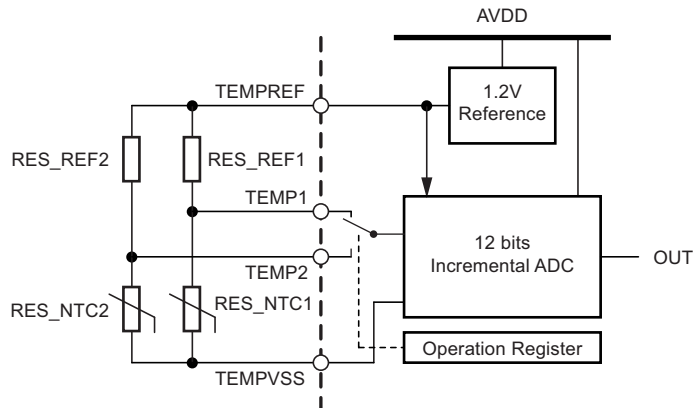 AVDD
TEMPREF
1.2V
Reference
RES_REF2
RES_REF1
TEMP1
12 bits
Incremental ADC
OUT
TEMP2
RES_NTC2
RES_NTC1
Operation Register
TEMPVSS